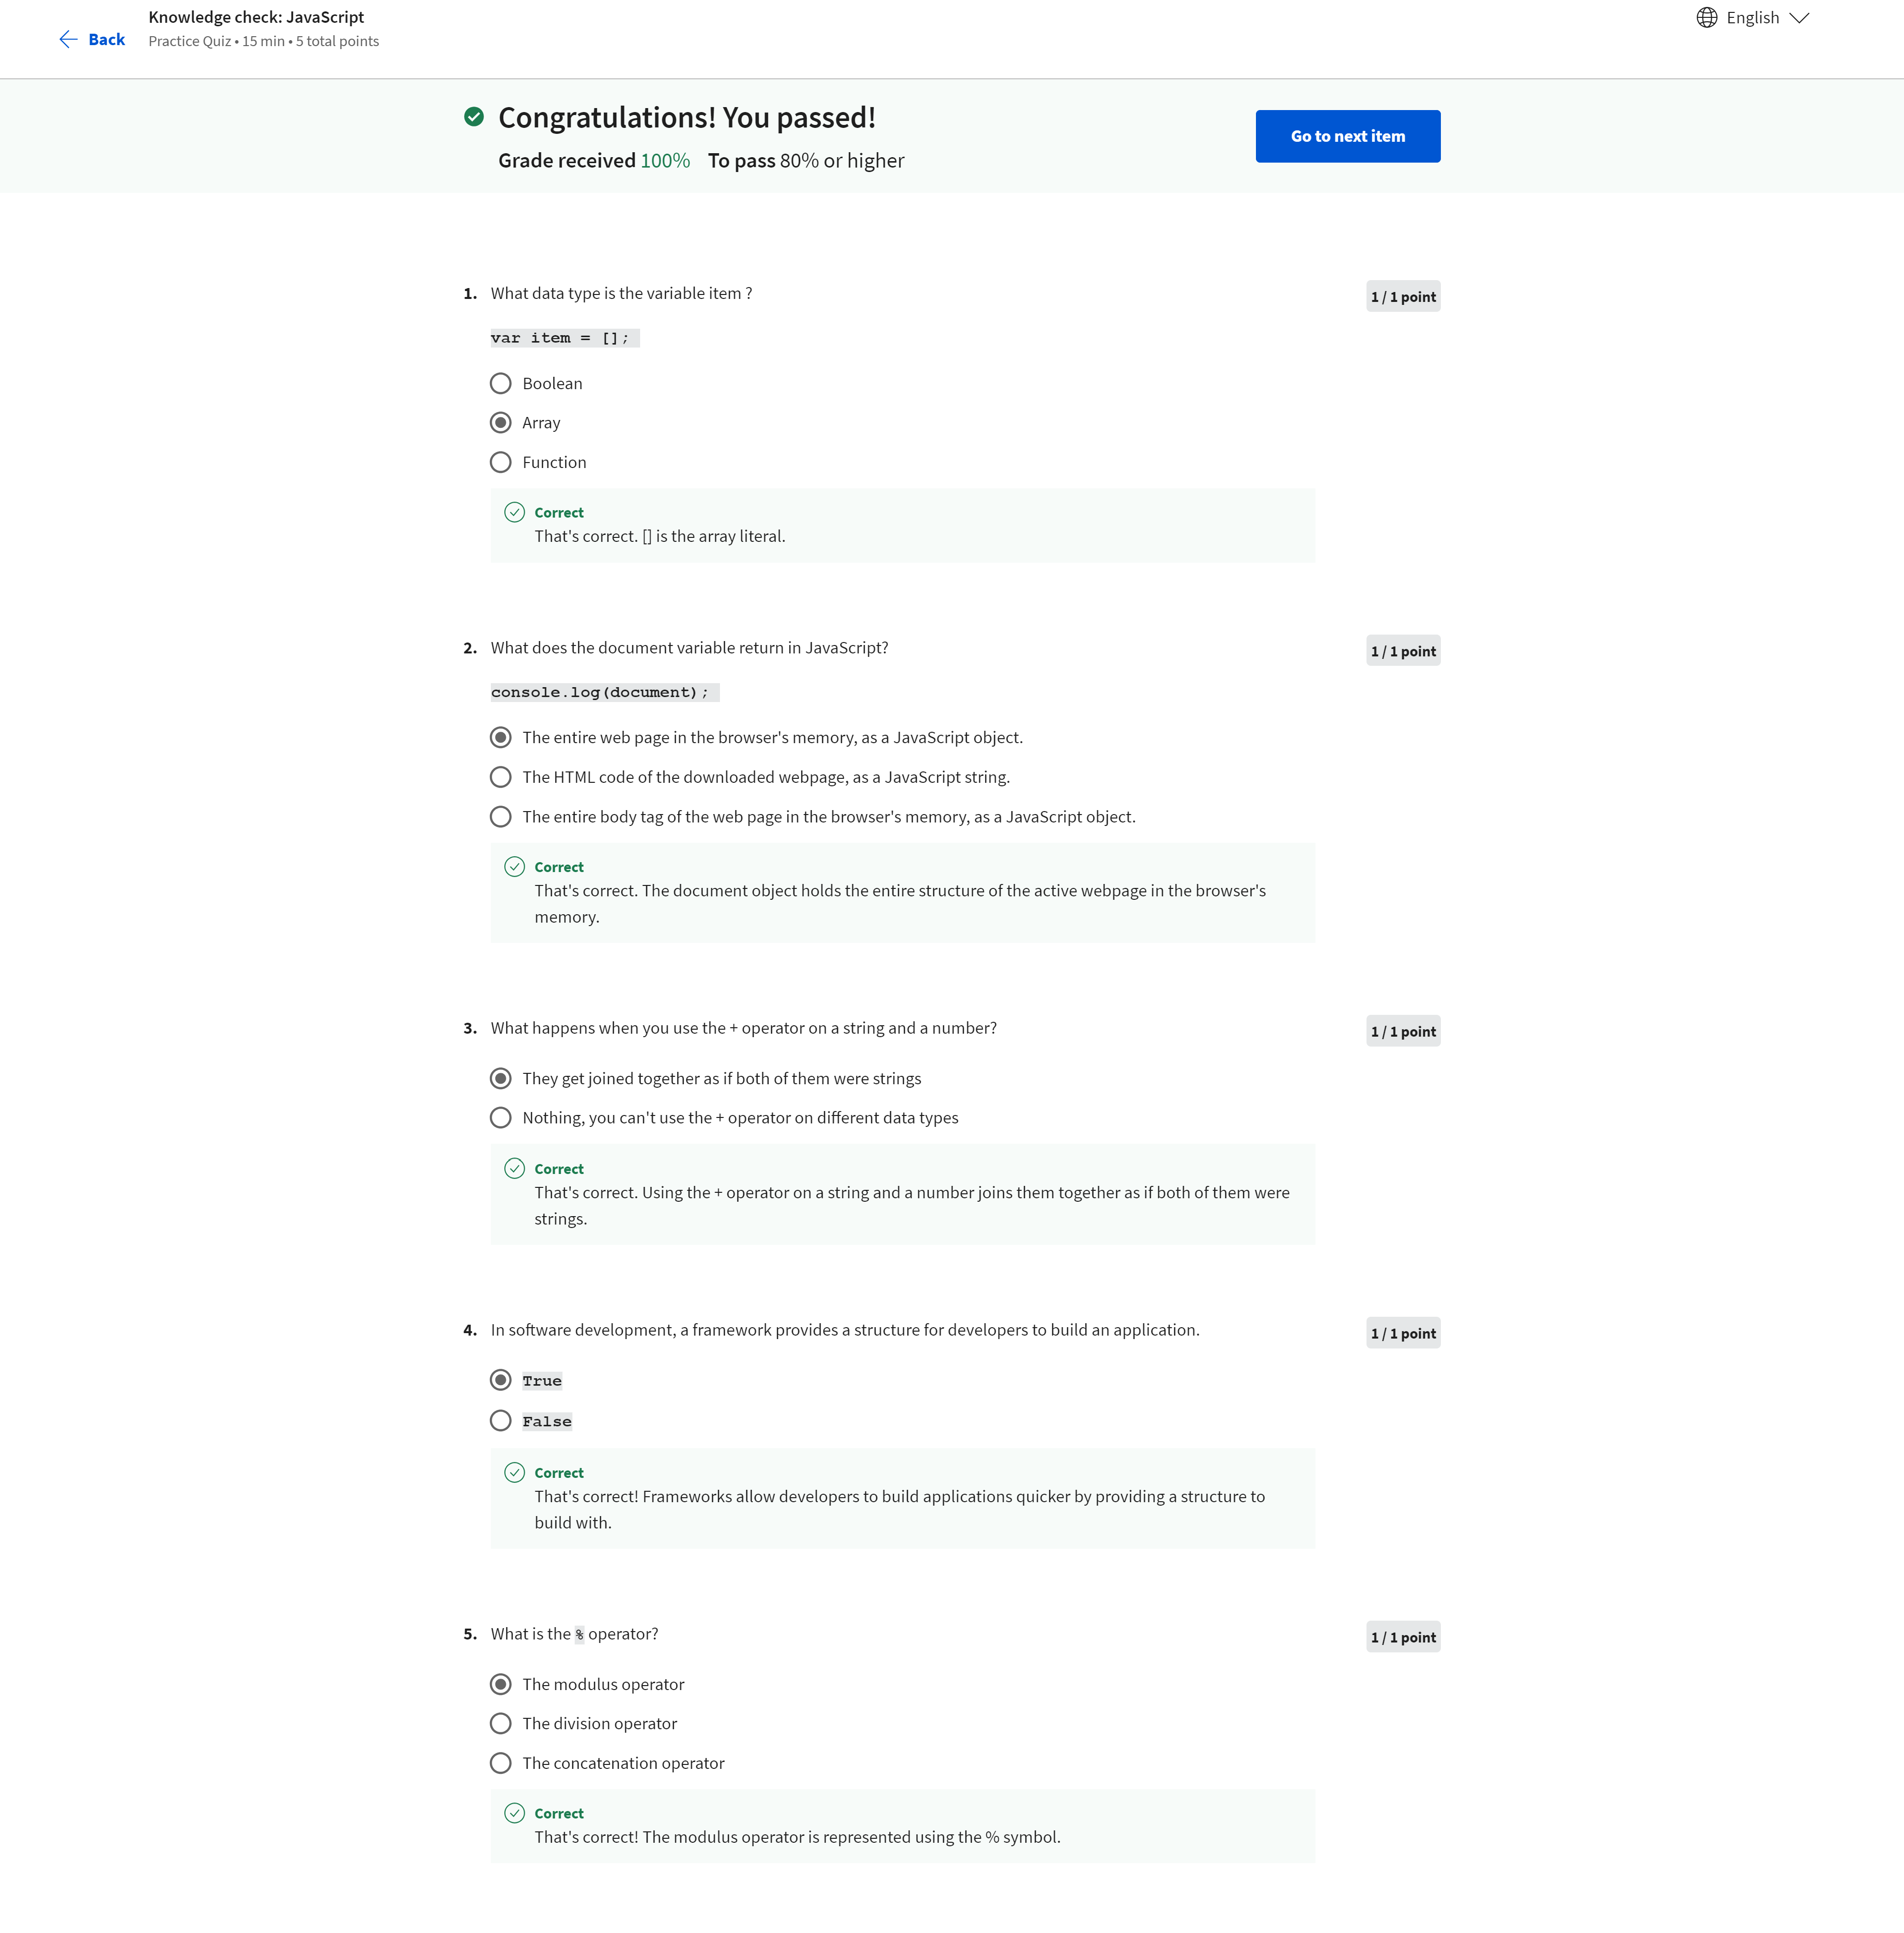 Back
Knowledge check: JavaScript
Practice Quiz • 15 min • 5 total points
English
Congratulations! You passed!
Grade received 100% To pass 80% or higher
Go to next item
1. What data type is the variable item ?
1 / 1 point
var item = [];
Boolean
Array
Function
Correct
That's correct. [] is the array literal.
2. What does the document variable return in JavaScript?
1 / 1 point
console.log(document);
The entire web page in the browser's memory, as a JavaScript object.
The HTML code of the downloaded webpage, as a JavaScript string.
The entire body tag of the web page in the browser's memory, as a JavaScript object.
Correct
That's correct. The document object holds the entire structure of the active webpage in the browser's
memory.
3. What happens when you use the + operator on a string and a number?
1 / 1 point
They get joined together as if both of them were strings
Nothing, you can't use the + operator on different data types
Correct
That's correct. Using the + operator on a string and a number joins them together as if both of them were
strings.
4. In software development, a framework provides a structure for developers to build an application.
1 / 1 point
True
False
Correct
That's correct! Frameworks allow developers to build applications quicker by providing a structure to
build with.
5. What is the % operator?
1 / 1 point
The modulus operator
The division operator
The concatenation operator
Correct
That's correct! The modulus operator is represented using the % symbol.